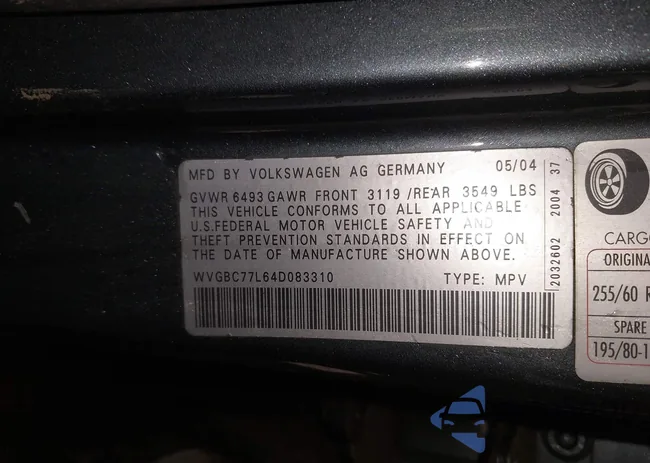 MFD BY VOLKSWAGEN AG GERMANY 05/04
GVWR 6493 GAWR FRONT 3119 /REAR 3549 LBS
THIS VEHICLE CONFORMS TO ALL APPLICABLE
U.S.FEDERAL MOTOR VEHICLE SAFETY AND
THEFT PREVENTION STANDARDS IN EFFECT ON
THE DATE OF MANUFACTURE SHOWN ABOVE.
WVGBC77L64D083310 TYPE: MPV
2032602 2004 37
CARGO
ORIGINA
255/60 R
SPARE
195/80-1